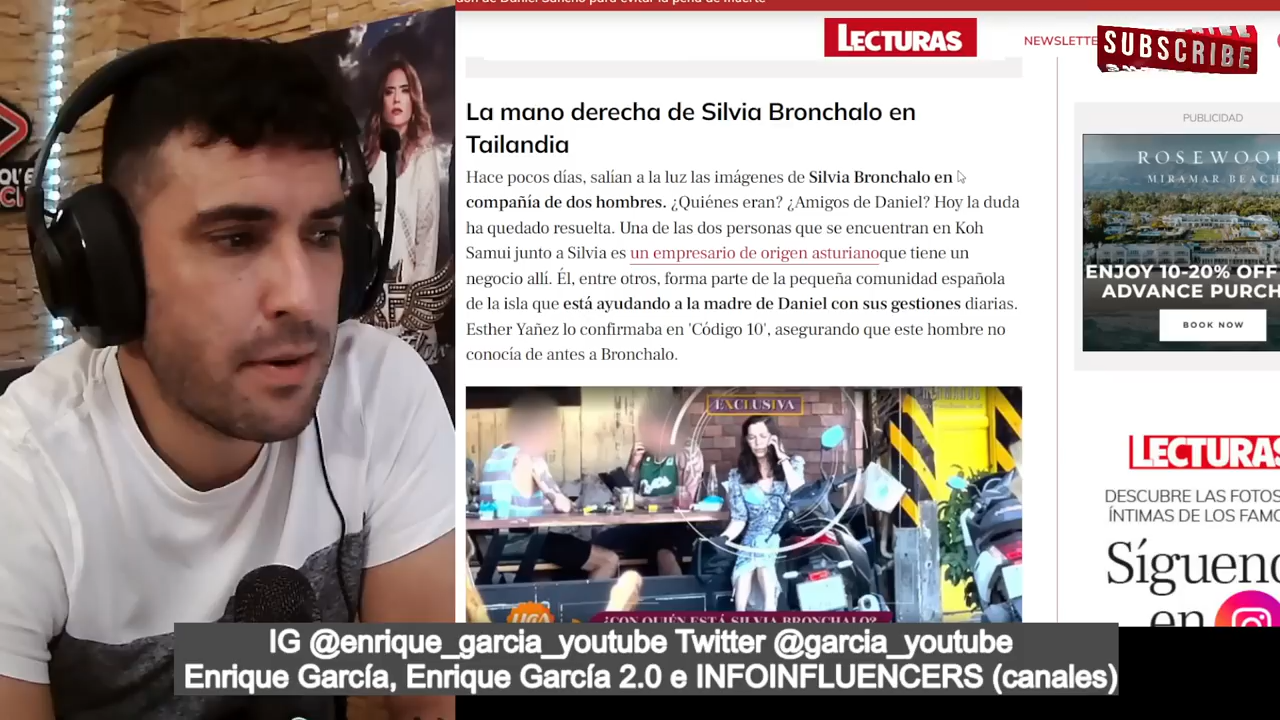 LECTURAS
NEWSLETTE
SUBSCRIBE
La mano derecha de Silvia Bronchalo en
Tailandia
Hace pocos días, salían a la luz las imágenes de Silvia Bronchalo en
compañía de dos hombres. ¿Quiénes eran? ¿Amigos de Daniel? Hoy la duda
ha quedado resuelta. Una de las dos personas que se encuentran en Koh
Samui junto a Silvia es un empresario de origen asturianoque tiene un
negocio allí. Él, entre otros, forma parte de la pequeña comunidad española
de la isla que está ayudando a la madre de Daniel con sus gestiones diarias.
Esther Yañez lo confirmaba en 'Código 10', asegurando que este hombre no
conocía de antes a Bronchalo.
EXCLUSIVA
¿CON QUIÉN ESTÁ SILVIA BRONCHALO?
PUBLICIDAD
ROSEWOO
MIRAMAR BEACH
ENJOY 10-20% OFF
ADVANCE PURCH
BOOK NOW
LECTURAS
DESCUBRE LAS FOTOS
ÍNTIMAS DE LOS FAMO
Sígueno
en
IG @enrique_garcia_youtube Twitter @garcia_youtube
Enrique García, Enrique García 2.0 e INFOINFLUENCERS (canales)